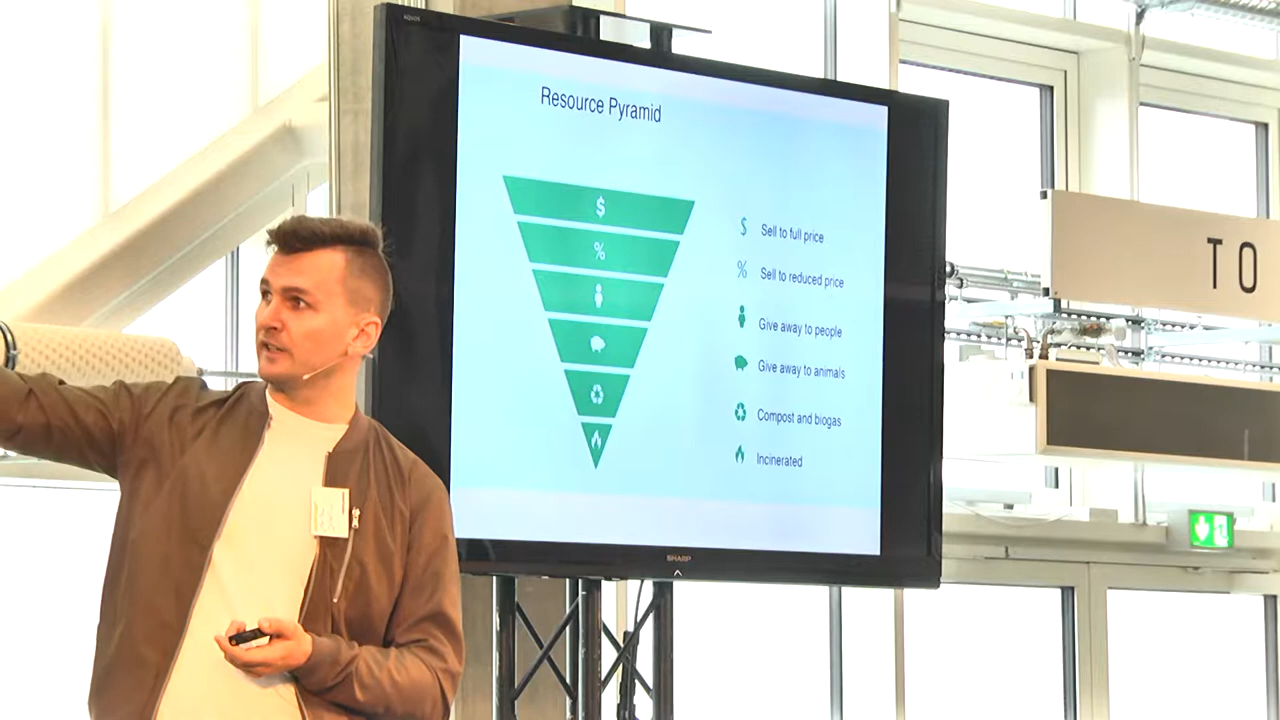 AQUOS
Resource Pyramid
$
%
$ Sell to full price
% Sell to reduced price
Give away to people
Give away to animals
Compost and biogas
Incinerated
SHARP
TO